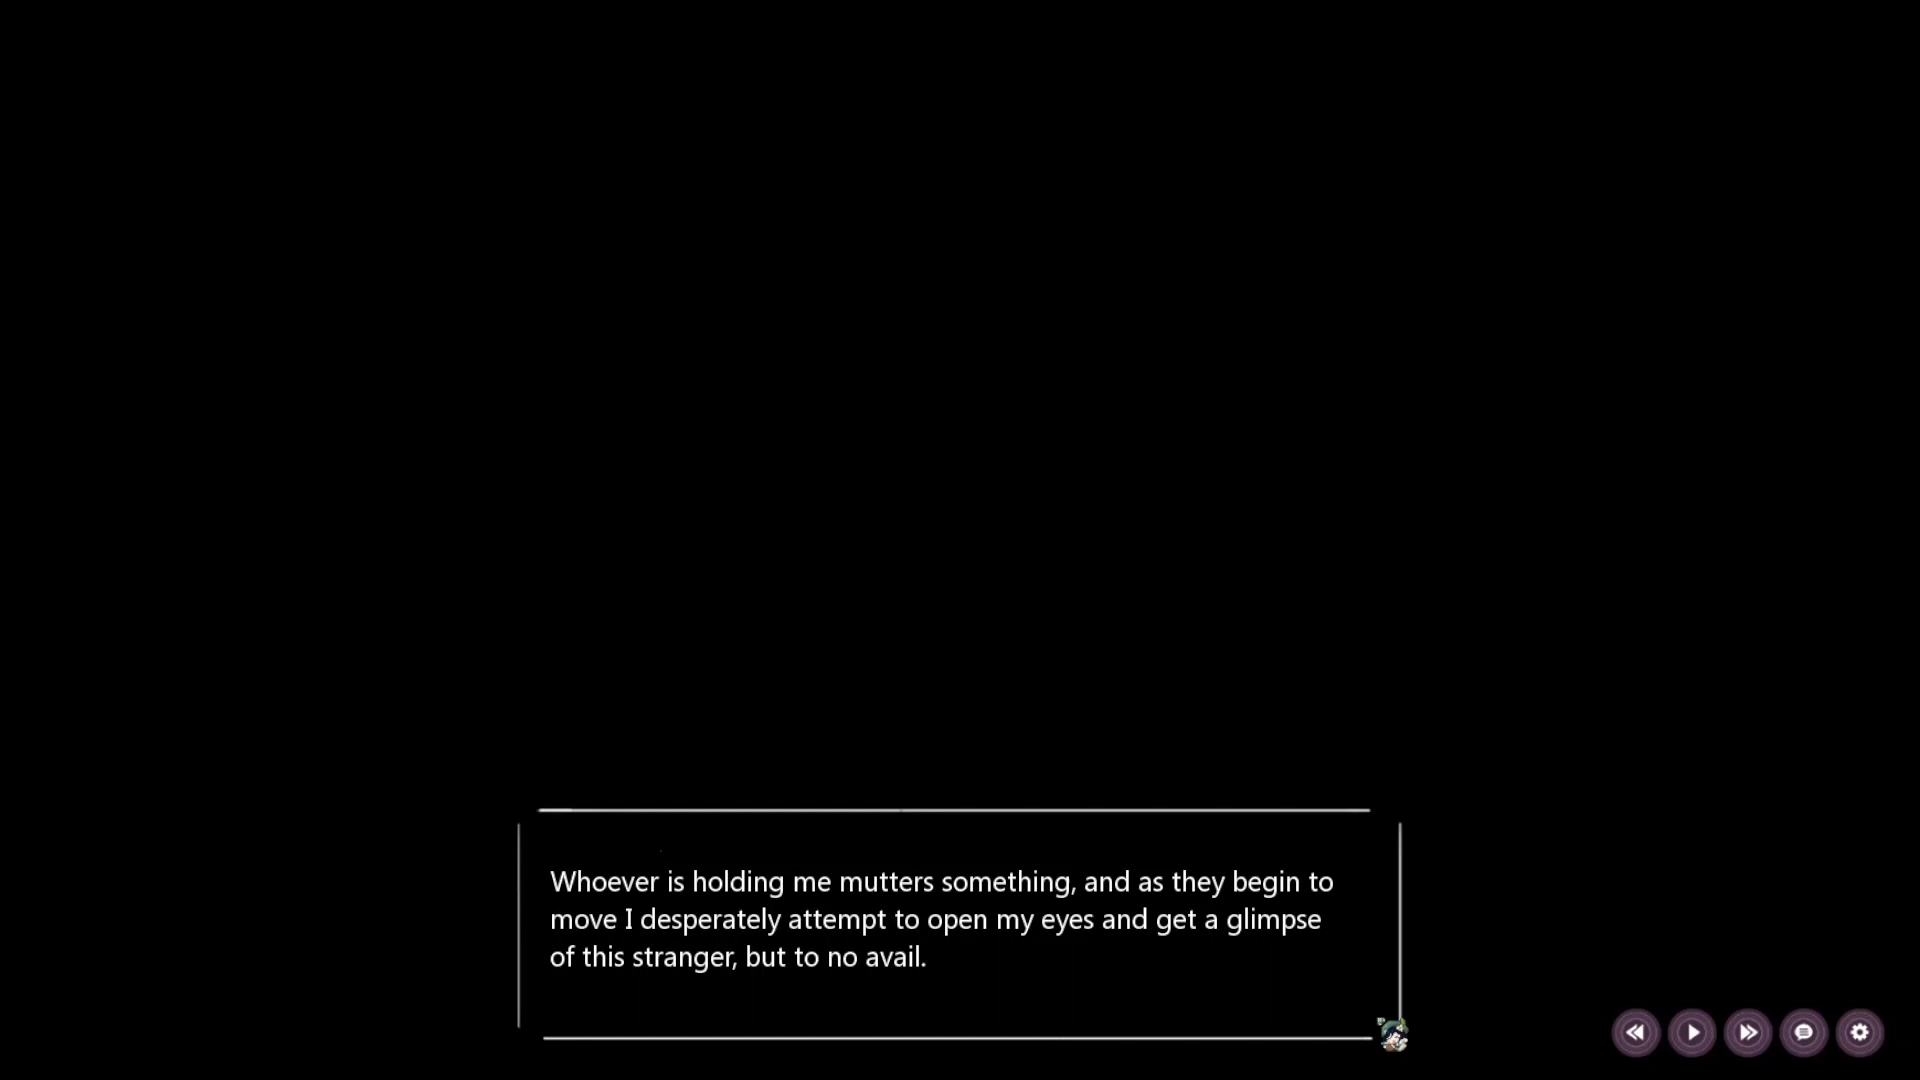 Whoever is holding me mutters something, and as they begin to
move I desperately attempt to open my eyes and get a glimpse
of this stranger, but to no avail.